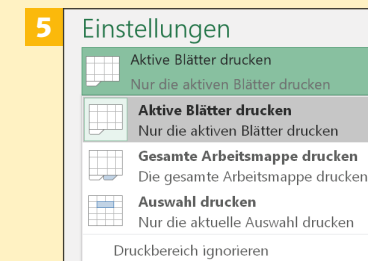 5
Einstellungen
Aktive Blätter drucken
Nur die aktiven Blätter drucken
Aktive Blätter drucken
Nur die aktiven Blätter drucken
Gesamte Arbeitsmappe drucken
Die gesamte Arbeitsmappe drucken
Auswahl drucken
Nur die aktuelle Auswahl drucken
Druckbereich ignorieren